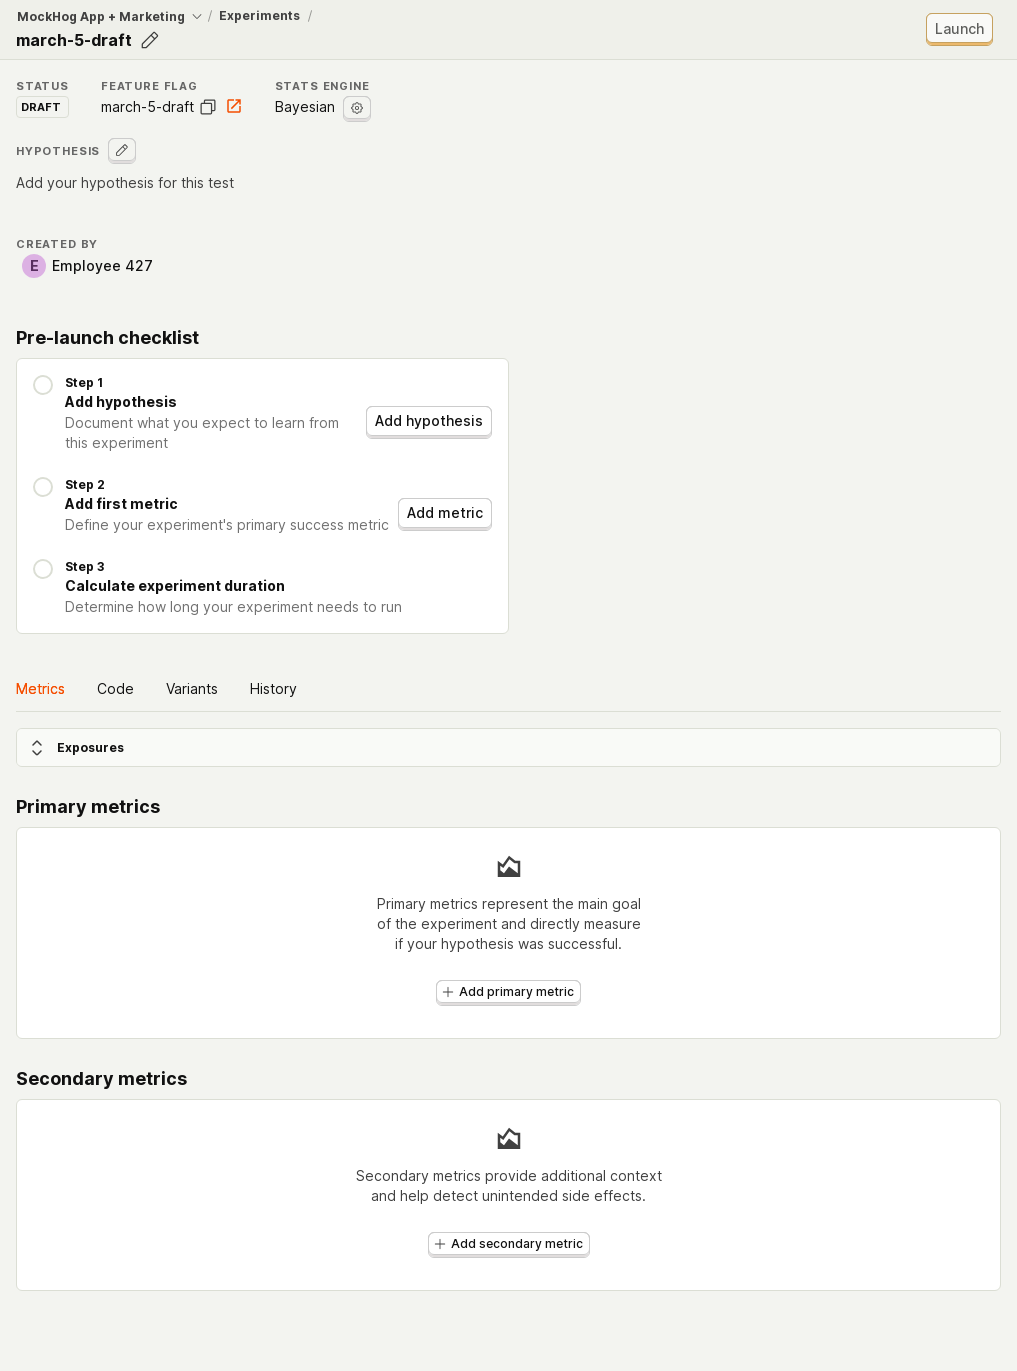 MockHog App + Marketing / Experiments /
march-5-draft
Launch
STATUS
DRAFT
FEATURE FLAG
march-5-draft
STATS ENGINE
Bayesian
HYPOTHESIS
Add your hypothesis for this test
CREATED BY
E Employee 427
Pre-launch checklist
Step 1
Add hypothesis
Document what you expect to learn from
this experiment
Add hypothesis
Step 2
Add first metric
Define your experiment's primary success metric
Add metric
Step 3
Calculate experiment duration
Determine how long your experiment needs to run
Metrics Code Variants History
Exposures
Primary metrics
Primary metrics represent the main goal
of the experiment and directly measure
if your hypothesis was successful.
Add primary metric
Secondary metrics
Secondary metrics provide additional context
and help detect unintended side effects.
Add secondary metric